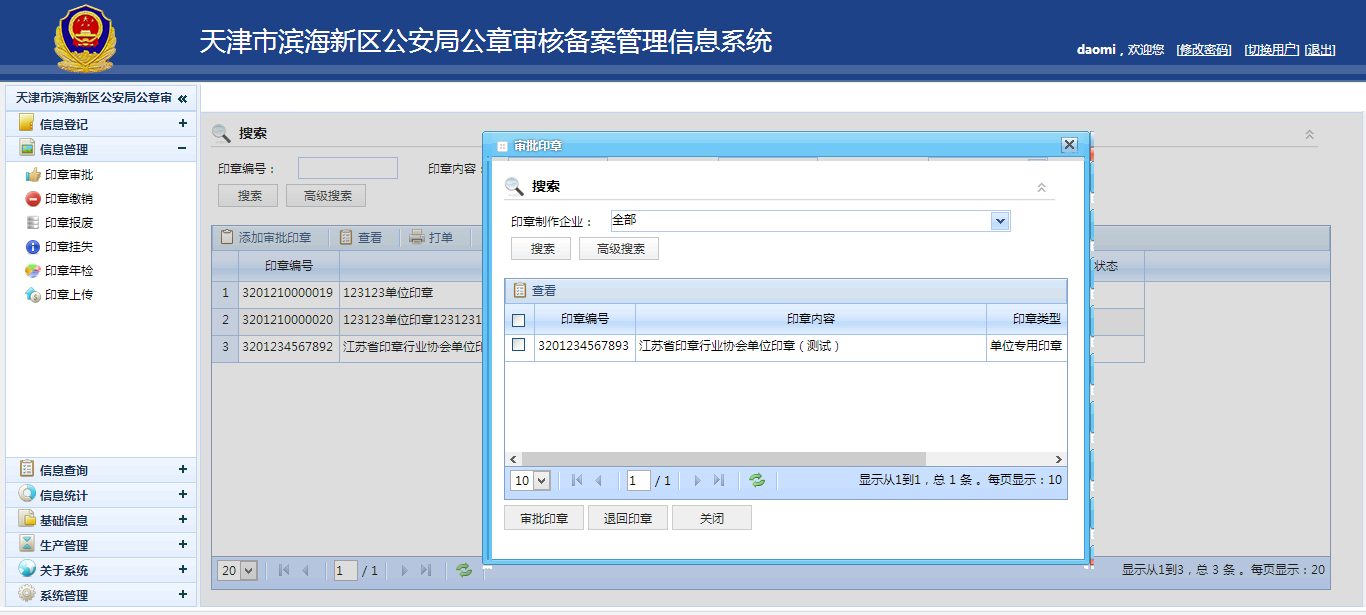 天津市滨海新区公安局公章审核备案管理信息系统
daomi，欢迎您 [修改密码] [切换用户] [退出]
天津市滨海新区公安局公章审 «
信息登记 +
信息管理 −
印章审批
印章缴销
印章报废
印章挂失
印章年检
印章上传
信息查询 +
信息统计 +
基础信息 +
生产管理 +
关于系统 +
系统管理 +
搜索
印章编号： 印章内容：
搜索 高级搜索
添加审批印章 查看 打单
印章编号 状态
1 3201210000019 123123单位印章
2 3201210000020 123123单位印章1231231
3 3201234567892 江苏省印章行业协会单位印
20 1 / 1 显示从1到3，总 3 条 。每页显示：20
审批印章
搜索
印章制作企业： 全部
搜索 高级搜索
查看
印章编号 印章内容 印章类型
3201234567893 江苏省印章行业协会单位印章（测试） 单位专用印章
10 1 / 1 显示从1到1，总 1 条 。每页显示：10
审批印章 退回印章 关闭